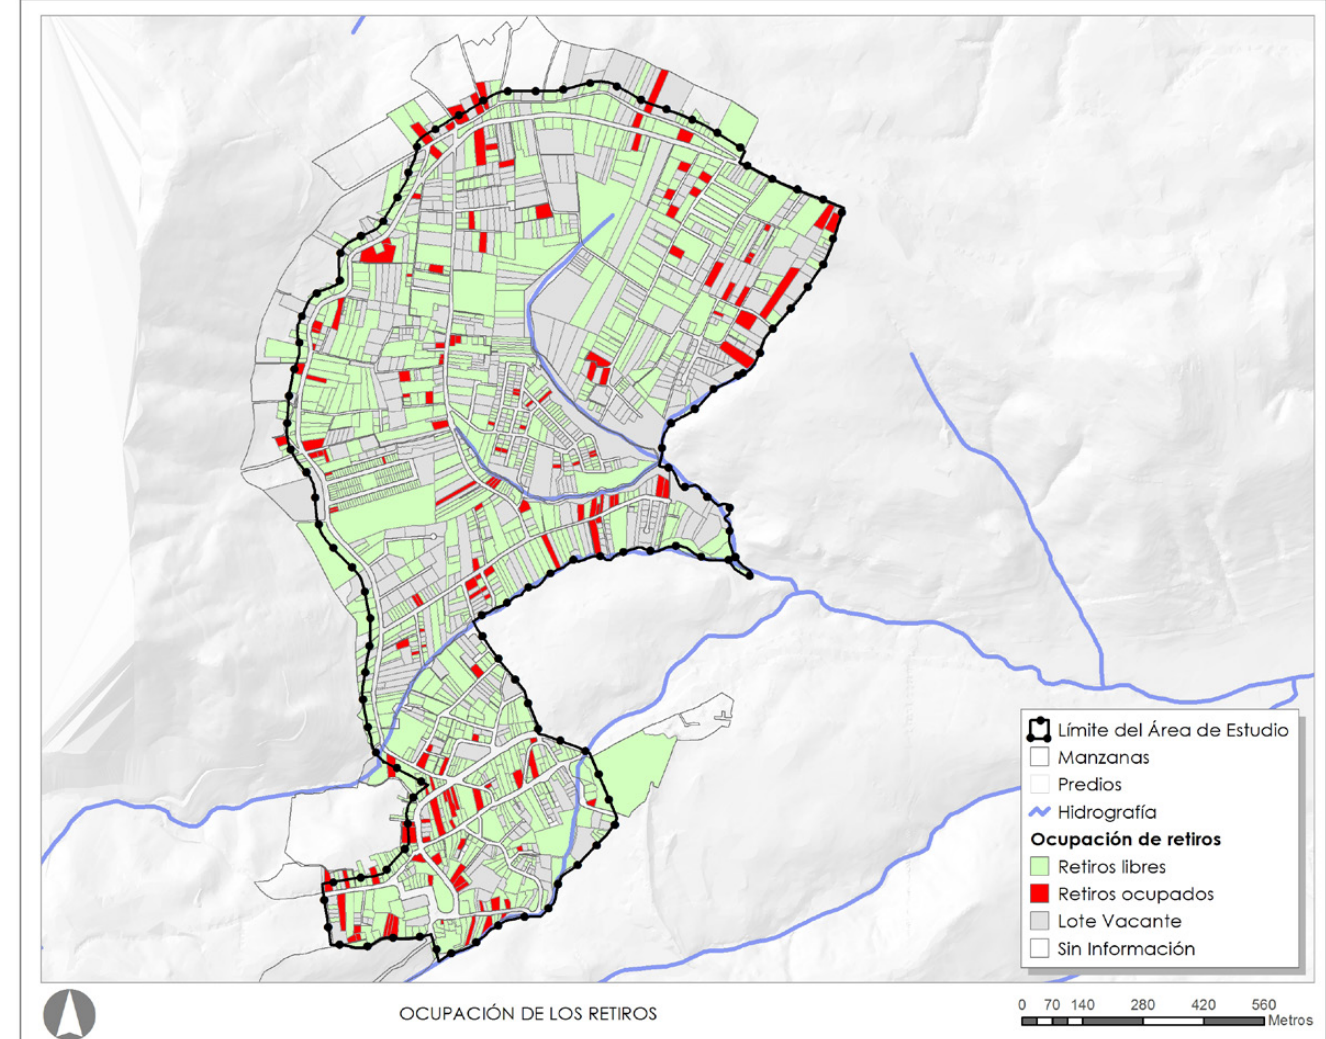 Límite del Área de Estudio
Manzanas
Predios
Hidrografía
Ocupación de retiros
Retiros libres
Retiros ocupados
Lote Vacante
Sin Información
OCUPACIÓN DE LOS RETIROS
0 70 140 280 420 560
Metros